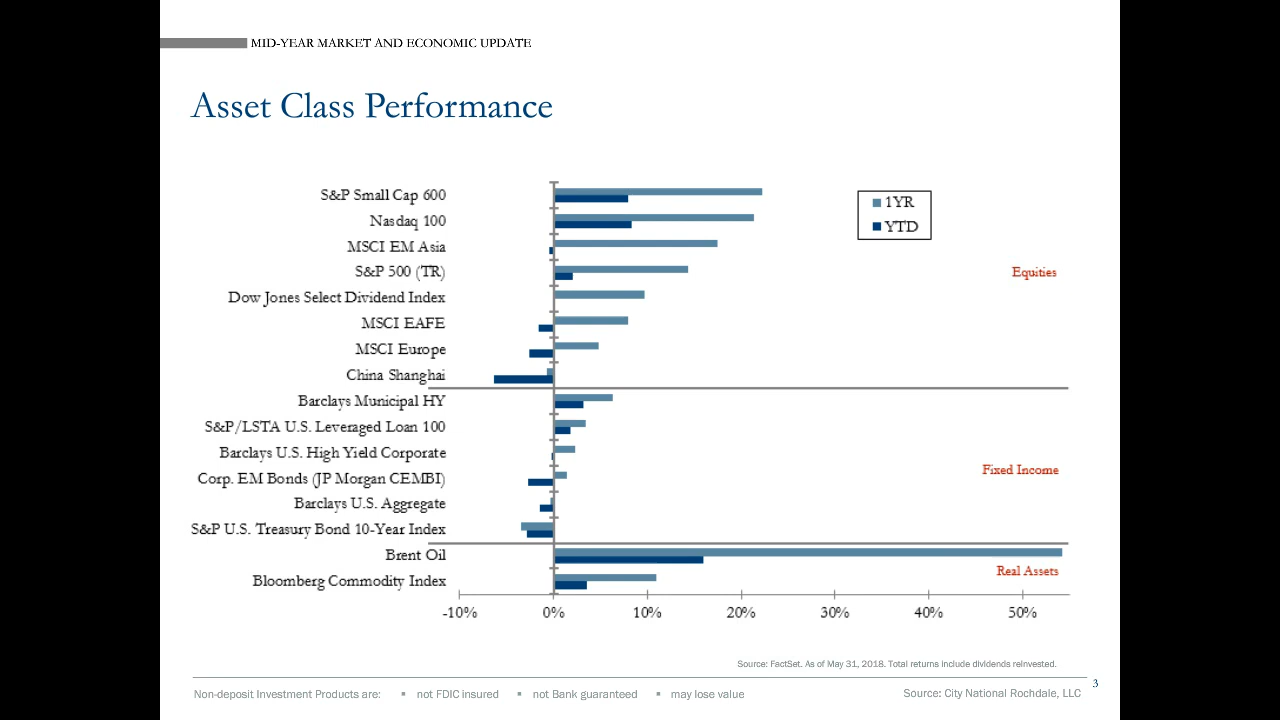 MID-YEAR MARKET AND ECONOMIC UPDATE
Asset Class Performance
S&P Small Cap 600
Nasdaq 100
MSCI EM Asia
S&P 500 (TR)
Dow Jones Select Dividend Index
MSCI EAFE
MSCI Europe
China Shanghai
Barclays Municipal HY
S&P/LSTA U.S. Leveraged Loan 100
Barclays U.S. High Yield Corporate
Corp. EM Bonds (JP Morgan CEMBI)
Barclays U.S. Aggregate
S&P U.S. Treasury Bond 10-Year Index
Brent Oil
Bloomberg Commodity Index
1YR
YTD
Equities
Fixed Income
Real Assets
-10% 0% 10% 20% 30% 40% 50%
Source: FactSet. As of May 31, 2018. Total returns include dividends reinvested.
Non-deposit Investment Products are: ▪ not FDIC insured ▪ not Bank guaranteed ▪ may lose value
Source: City National Rochdale, LLC
3